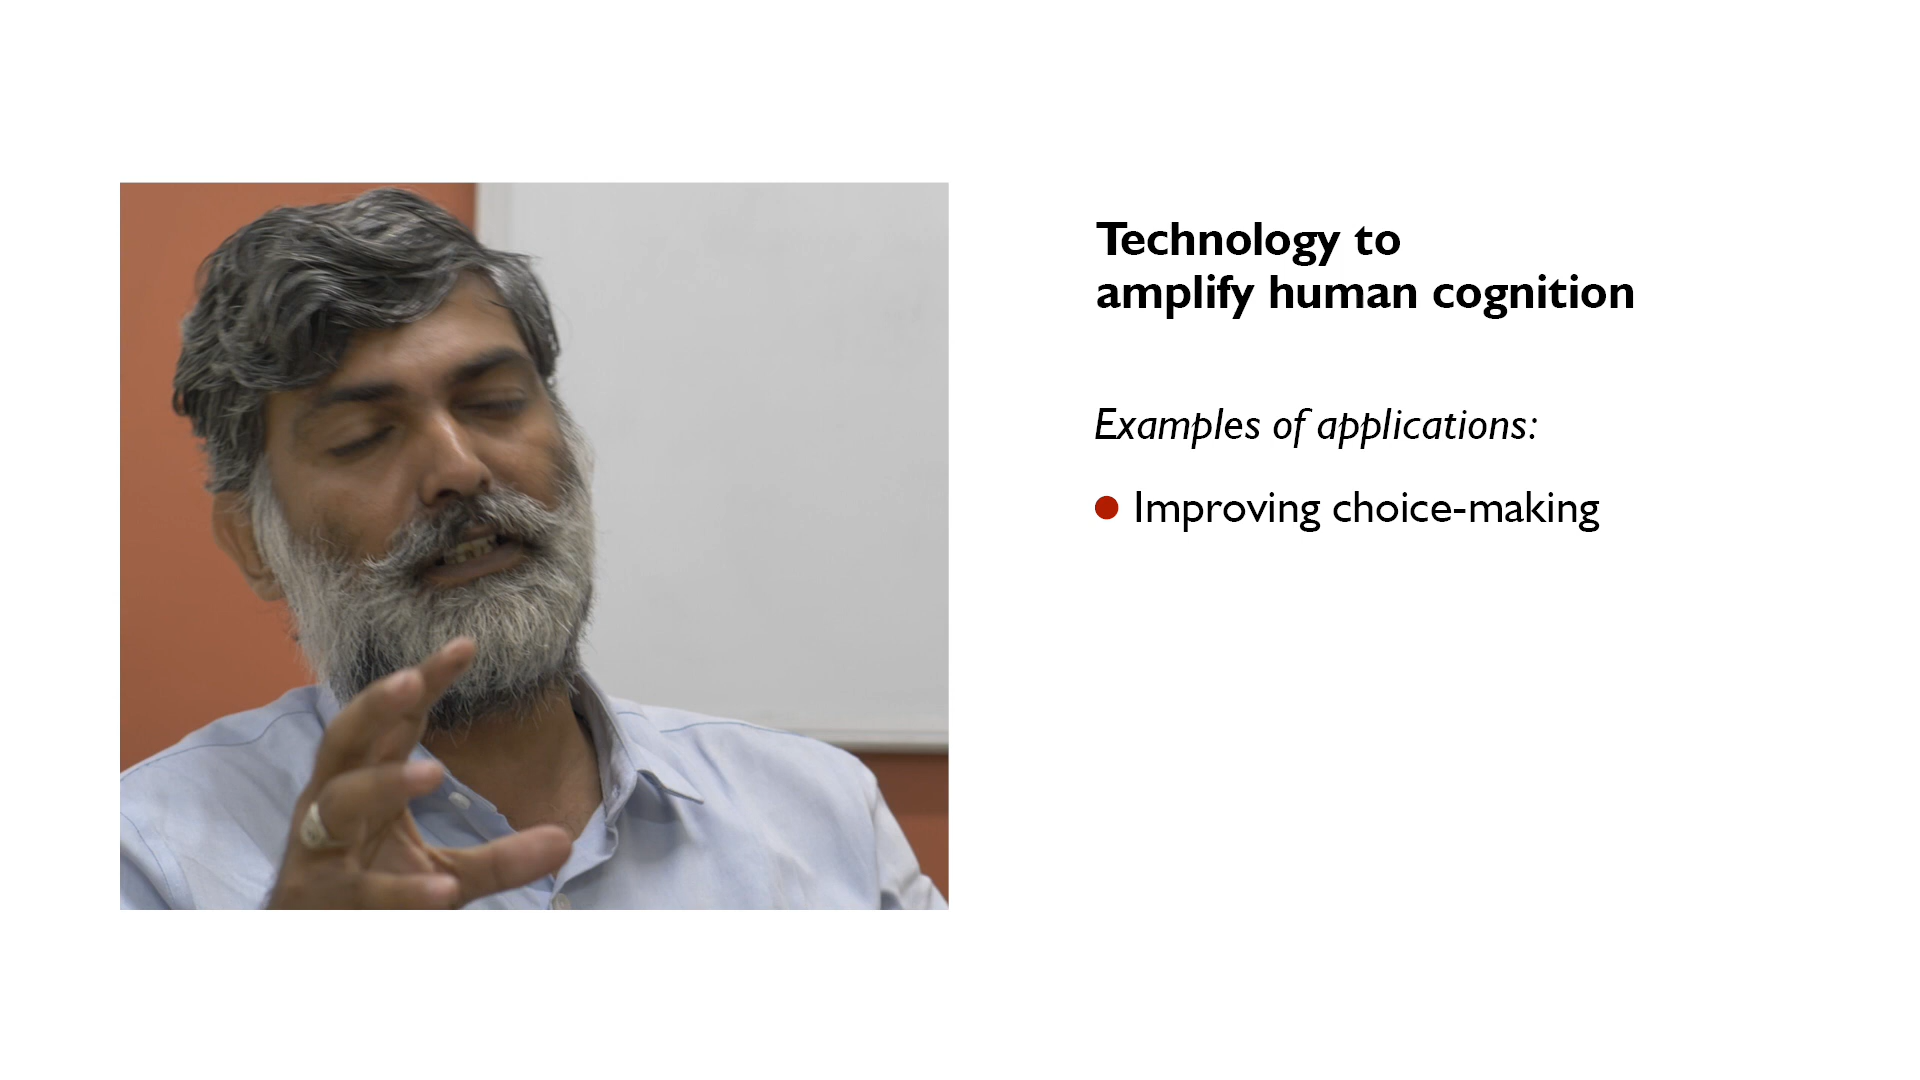 Technology to
amplify human cognition
Examples of applications:
Improving choice-making